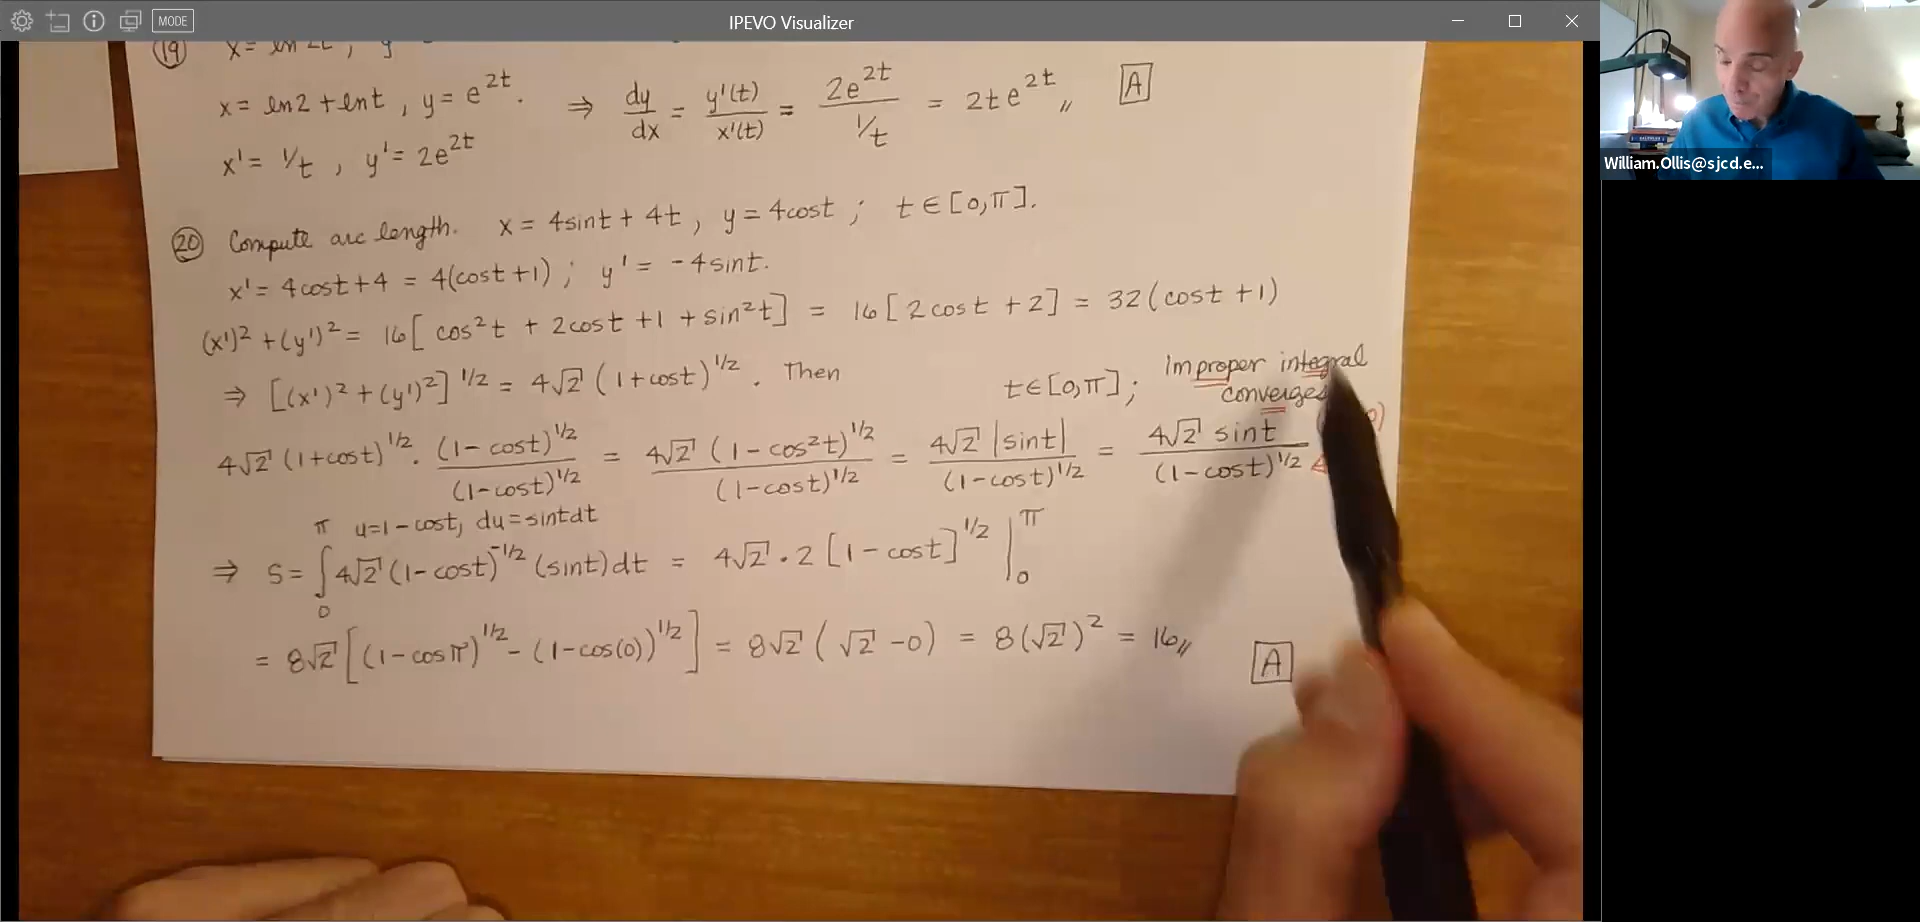 MODE
IPEVO Visualizer
William.Ollis@sjcd.e...
(19) x = ln 2t, y
x = ln2 + lnt, y = e^{2t}. ⇒ dy/dx = y'(t)/x'(t) = 2e^{2t}/(1/t) = 2te^{2t}„ [A]
x' = 1/t, y' = 2e^{2t}
(20) Compute arc length. x = 4sint + 4t, y = 4cost; t ∈ [0,π].
x' = 4cost + 4 = 4(cost + 1); y' = -4sint.
(x')^2 + (y')^2 = 16[cos^2t + 2cost + 1 + sin^2t] = 16[2cost + 2] = 32(cost + 1)
⇒ [(x')^2 + (y')^2]^{1/2} = 4√2 (1+cost)^{1/2}. Then
t ∈ [0,π]; Improper integral
converges
4√2 (1+cost)^{1/2} · (1-cost)^{1/2}/(1-cost)^{1/2} = 4√2 (1-cos^2t)^{1/2}/(1-cost)^{1/2} = 4√2 |sint|/(1-cost)^{1/2} = 4√2 sint/(1-cost)^{1/2}
u=1-cost, du=sintdt
⇒ S = ∫_0^π 4√2 (1-cost)^{-1/2} (sint)dt = 4√2 · 2 [1-cost]^{1/2} |_0^π
= 8√2 [(1-cosπ)^{1/2} - (1-cos(0))^{1/2}] = 8√2 (√2 - 0) = 8(√2)^2 = 16„ [A]